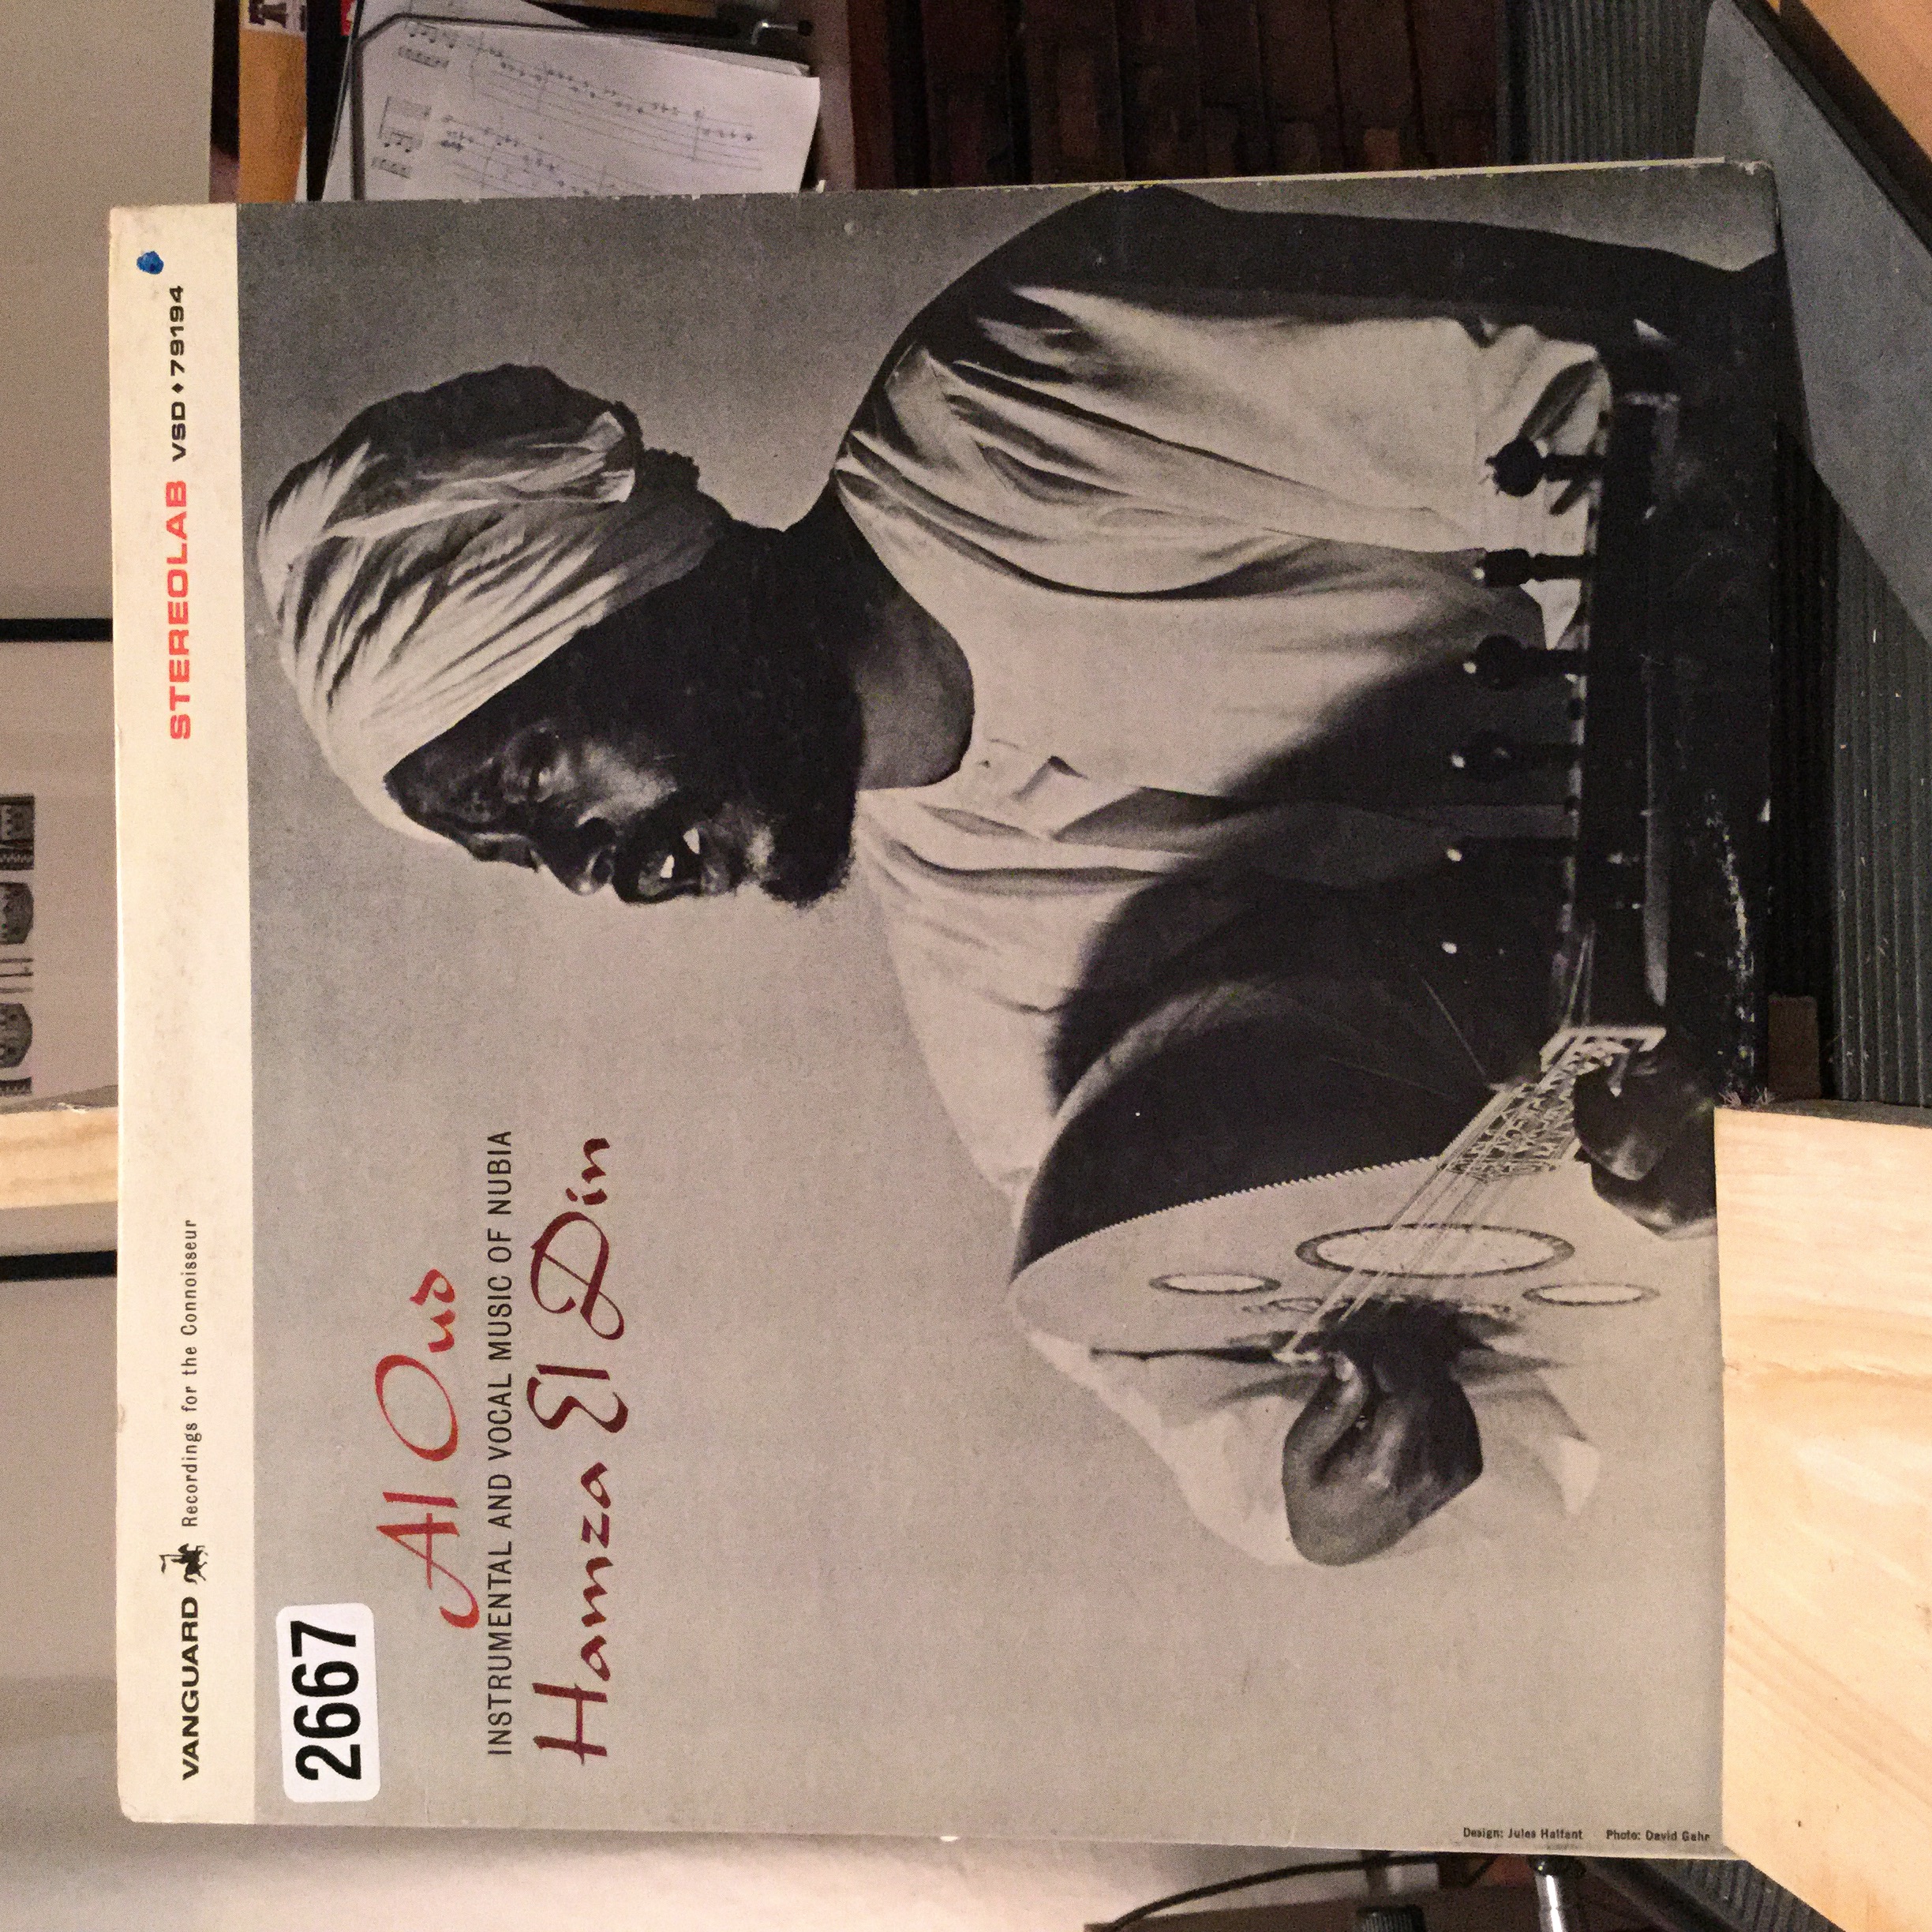 VANGUARD Recordings for the Connoisseur STEREOLAB VSD♦79194
2667
Al Oud
INSTRUMENTAL AND VOCAL MUSIC OF NUBIA
Hamza El Din
Design: Jules Halfant Photo: David Gahr